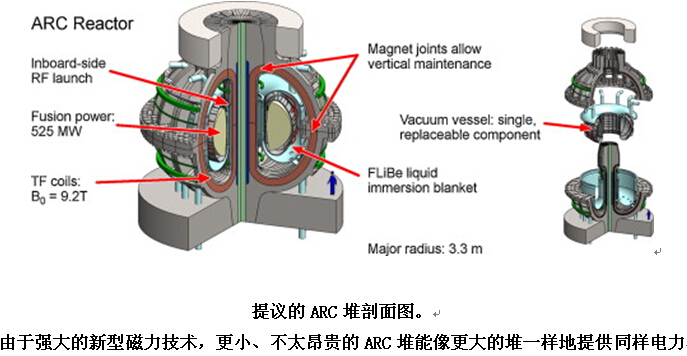 ARC Reactor
Inboard-side
RF launch
Fusion power:
525 MW
TF coils:
B₀ = 9.2T
Magnet joints allow
vertical maintenance
Vacuum vessel: single,
replaceable component
FLiBe liquid
immersion blanket
Major radius: 3.3 m
提议的 ARC 堆剖面图。
由于强大的新型磁力技术，更小、不太昂贵的 ARC 堆能像更大的堆一样地提供同样电力